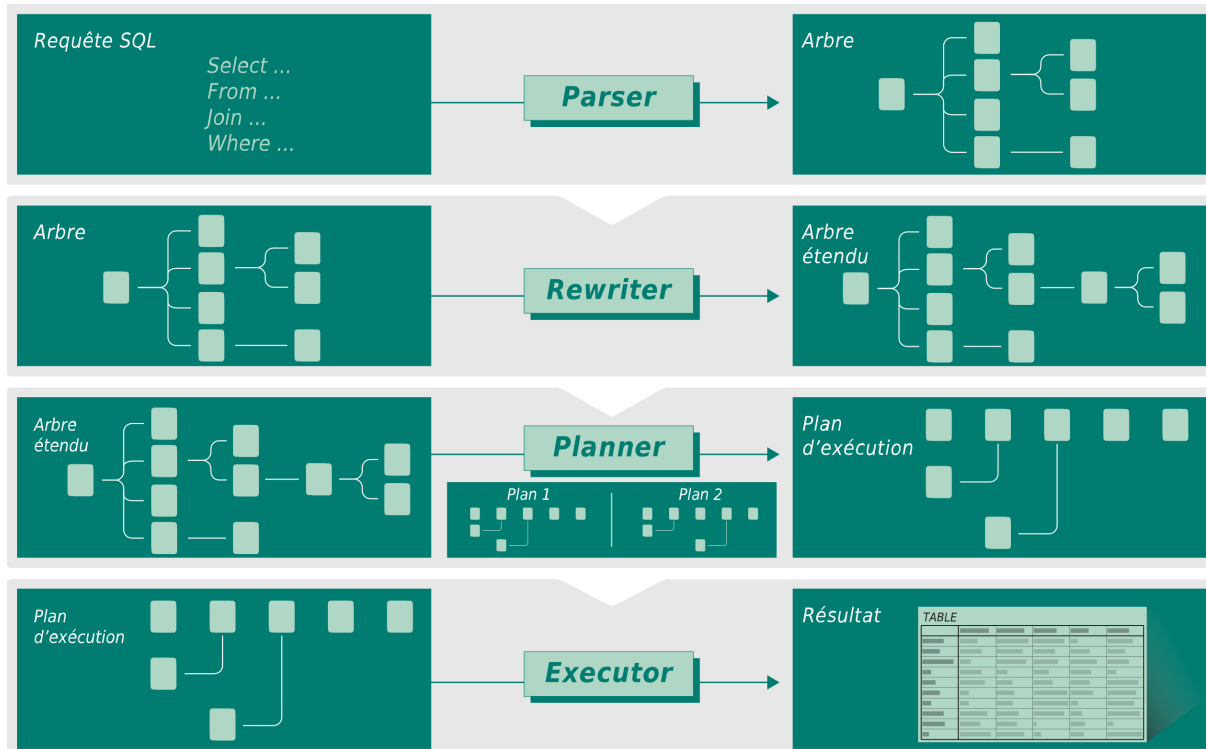 Requête SQL
Select ...
From ...
Join ...
Where ...
Parser
Arbre
Arbre
Rewriter
Arbre
étendu
Arbre
étendu
Planner
Plan 1
Plan 2
Plan
d'exécution
Plan
d'exécution
Executor
Résultat
TABLE